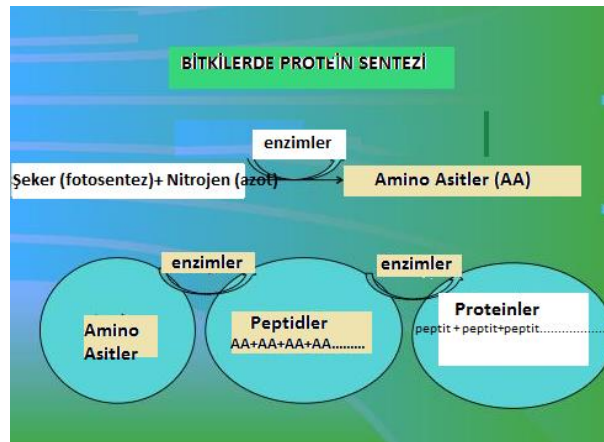 BİTKİLERDE PROTEİN SENTEZİ
enzimler
Şeker (fotosentez)+ Nitrojen (azot)
Amino Asitler (AA)
enzimler
enzimler
Amino
Asitler
Peptidler
AA+AA+AA+AA.........
Proteinler
peptit + peptit+peptit......................